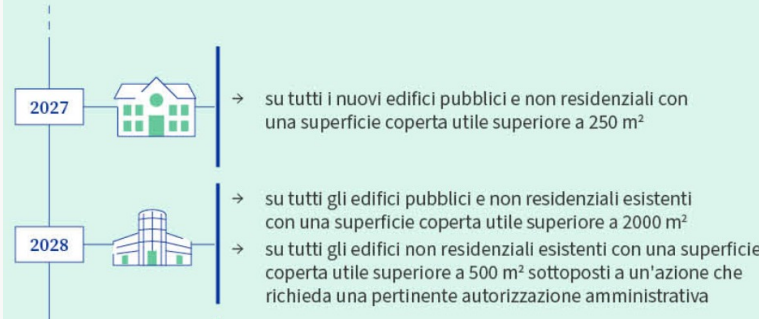 2027
→ su tutti i nuovi edifici pubblici e non residenziali con
una superficie coperta utile superiore a 250 m²
2028
→ su tutti gli edifici pubblici e non residenziali esistenti
con una superficie coperta utile superiore a 2000 m²
→ su tutti gli edifici non residenziali esistenti con una superficie
coperta utile superiore a 500 m² sottoposti a un'azione che
richieda una pertinente autorizzazione amministrativa